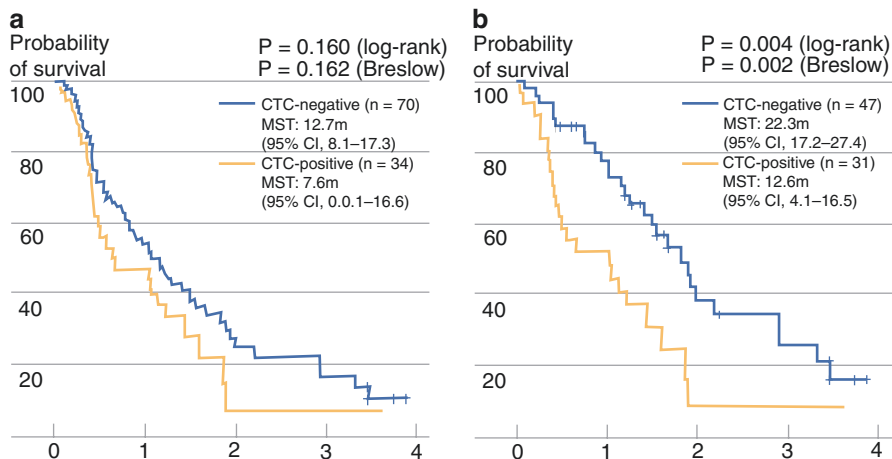 a
Probability
of survival
P = 0.160 (log-rank)
P = 0.162 (Breslow)
100
80
60
40
20
CTC-negative (n = 70)
MST: 12.7m
(95% CI, 8.1–17.3)
CTC-positive (n = 34)
MST: 7.6m
(95% CI, 0.0.1–16.6)
0 1 2 3 4
b
Probability
of survival
P = 0.004 (log-rank)
P = 0.002 (Breslow)
100
80
60
40
20
CTC-negative (n = 47)
MST: 22.3m
(95% CI, 17.2–27.4)
CTC-positive (n = 31)
MST: 12.6m
(95% CI, 4.1–16.5)
0 1 2 3 4